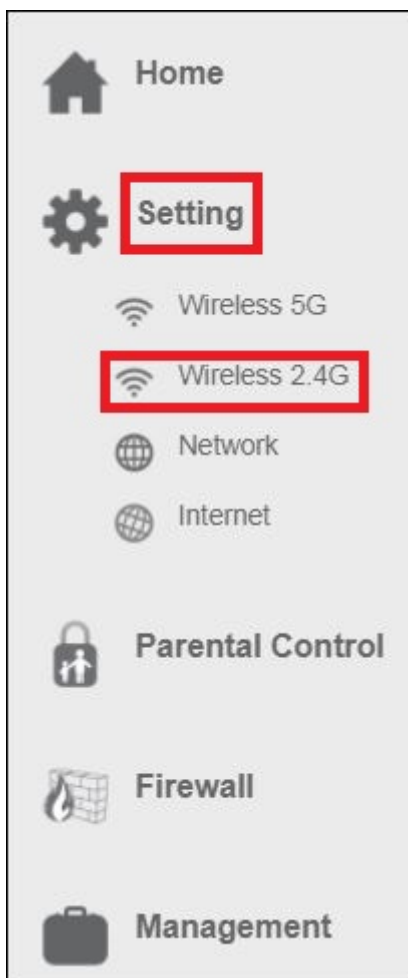 Home
Setting
Wireless 5G
Wireless 2.4G
Network
Internet
Parental Control
Firewall
Management